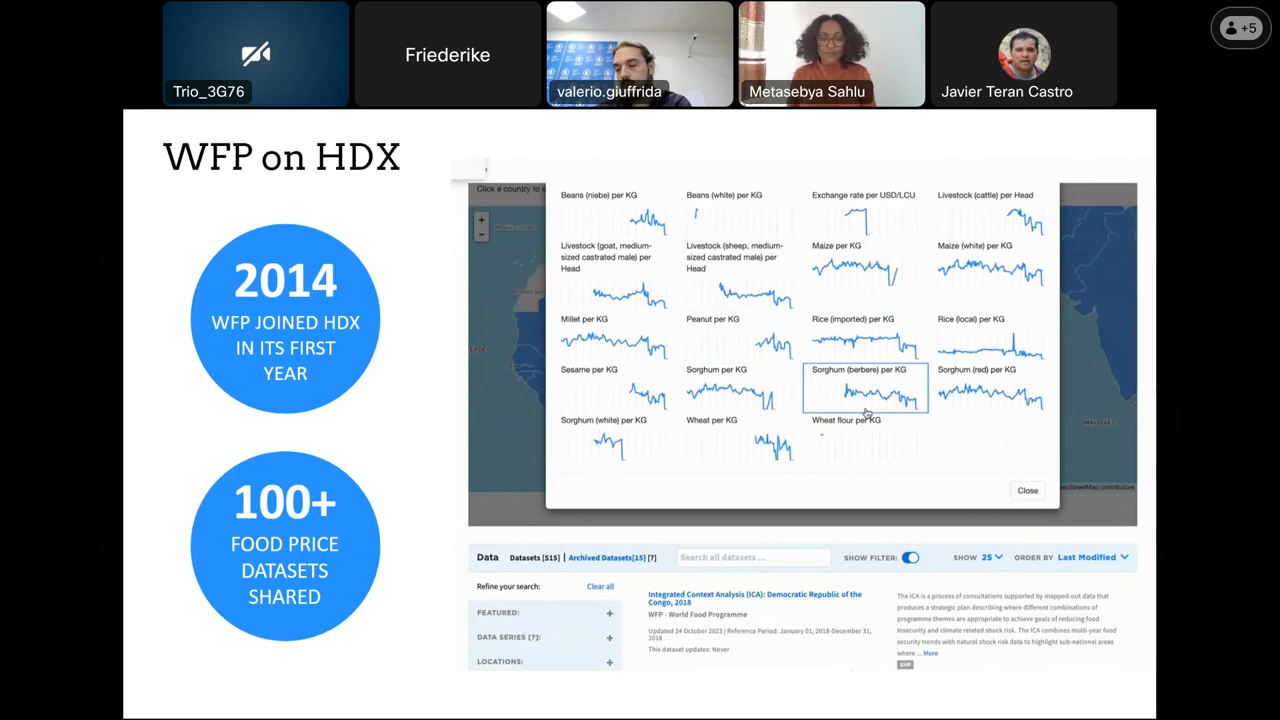 Trio_3G76
Friederike
valerio.giuffrida
Metasebya Sahlu
Javier Teran Castro
+5
WFP on HDX
2014
WFP JOINED HDX
IN ITS FIRST
YEAR
100+
FOOD PRICE
DATASETS
SHARED
Click a country to e
+
−
Beans (niebe) per KG
Beans (white) per KG
Exchange rate per USD/LCU
Livestock (cattle) per Head
Livestock (goat, medium-
sized castrated male) per
Head
Livestock (sheep, medium-
sized castrated male) per
Head
Maize per KG
Maize (white) per KG
Millet per KG
Peanut per KG
Rice (imported) per KG
Rice (local) per KG
Sesame per KG
Sorghum per KG
Sorghum (berbere) per KG
Sorghum (red) per KG
Sorghum (white) per KG
Wheat per KG
Wheat flour per KG
MALDIVES
Close
enStreetMap contributors
Data
Datasets [515] | Archived Datasets[15] [?]
Search all datasets ...
SHOW FILTER:
SHOW 25
ORDER BY Last Modified
Refine your search:
Clear all
FEATURED: +
DATA SERIES [?]: +
LOCATIONS: +
Integrated Context Analysis (ICA): Democratic Republic of the
Congo, 2018
WFP - World Food Programme
Updated 24 October 2023 | Reference Period: January 01, 2018-December 31,
2018
This dataset updates: Never
The ICA is a process of consultations supported by mapped-out data that
produces a strategic plan describing where different combinations of
programme themes are appropriate to achieve goals of reducing food
insecurity and climate related shock risk. The ICA combines multi-year food
security trends with natural shock risk data to highlight sub-national areas
where ... More
SHP